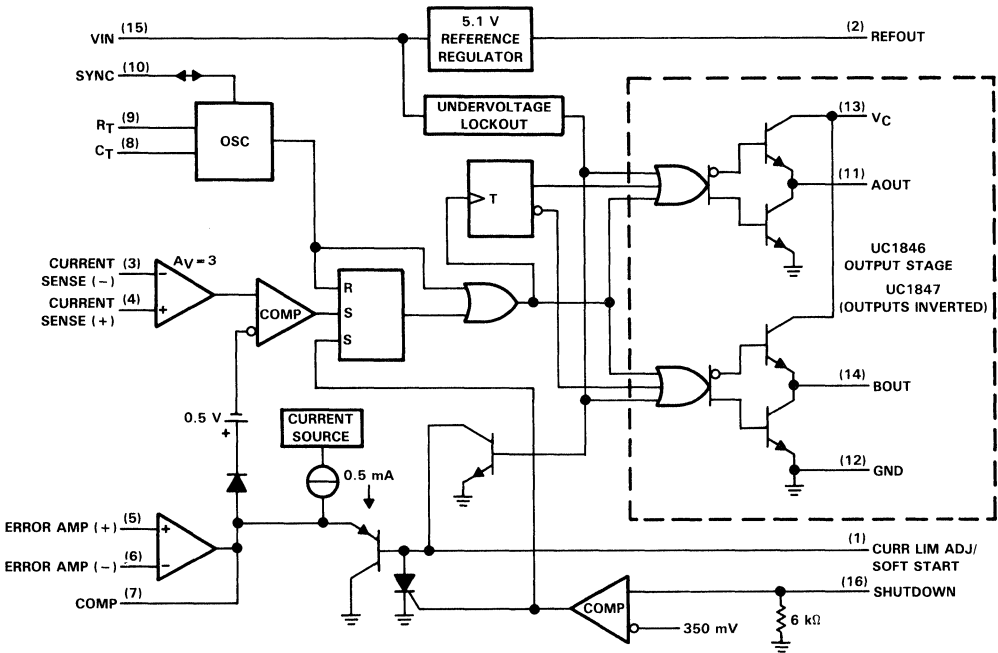 VIN (15)
5.1 V
REFERENCE
REGULATOR
(2) REFOUT
SYNC (10)
UNDERVOLTAGE
LOCKOUT
(13) VC
RT (9)
CT (8)
OSC
T
(11) AOUT
UC1846
OUTPUT STAGE
UC1847
(OUTPUTS INVERTED)
CURRENT (3)
SENSE (−)
CURRENT (4)
SENSE (+)
AV = 3
−
+
COMP
R
S
S
(14) BOUT
0.5 V
+
CURRENT
SOURCE
0.5 mA
(12) GND
ERROR AMP (+) (5)
+
ERROR AMP (−) (6)
−
COMP (7)
(1) CURR LIM ADJ/
SOFT START
(16) SHUTDOWN
COMP
350 mV
6 kΩ